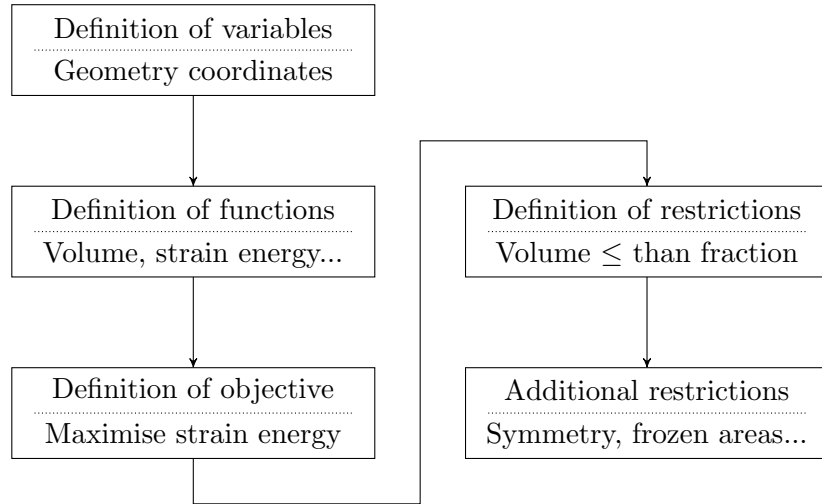 Definition of variables
Geometry coordinates
Definition of functions
Volume, strain energy...
Definition of objective
Maximise strain energy
Definition of restrictions
Volume ≤ than fraction
Additional restrictions
Symmetry, frozen areas...